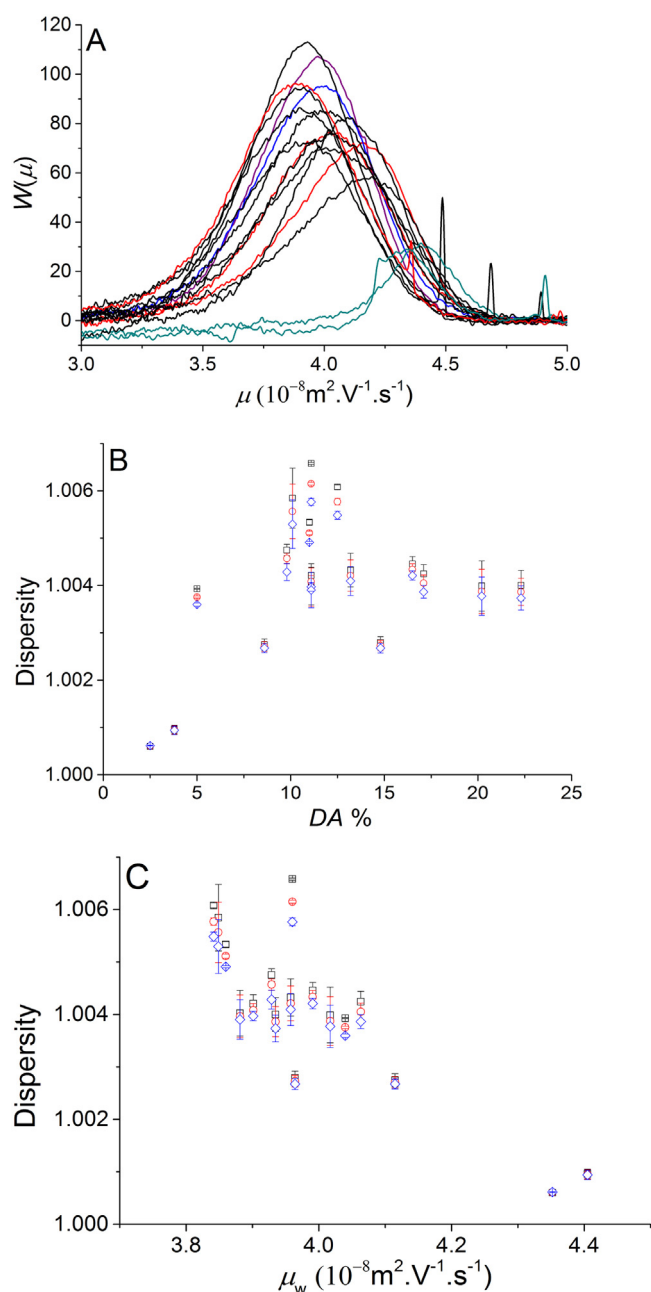 A
120
100
80
60
40
20
0
W(μ)
3.0 3.5 4.0 4.5 5.0
μ (10⁻⁸m².V⁻¹.s⁻¹)
B
1.006
1.004
1.002
1.000
Dispersity
0 5 10 15 20 25
DA %
C
1.006
1.004
1.002
1.000
Dispersity
3.8 4.0 4.2 4.4
μw (10⁻⁸m².V⁻¹.s⁻¹)